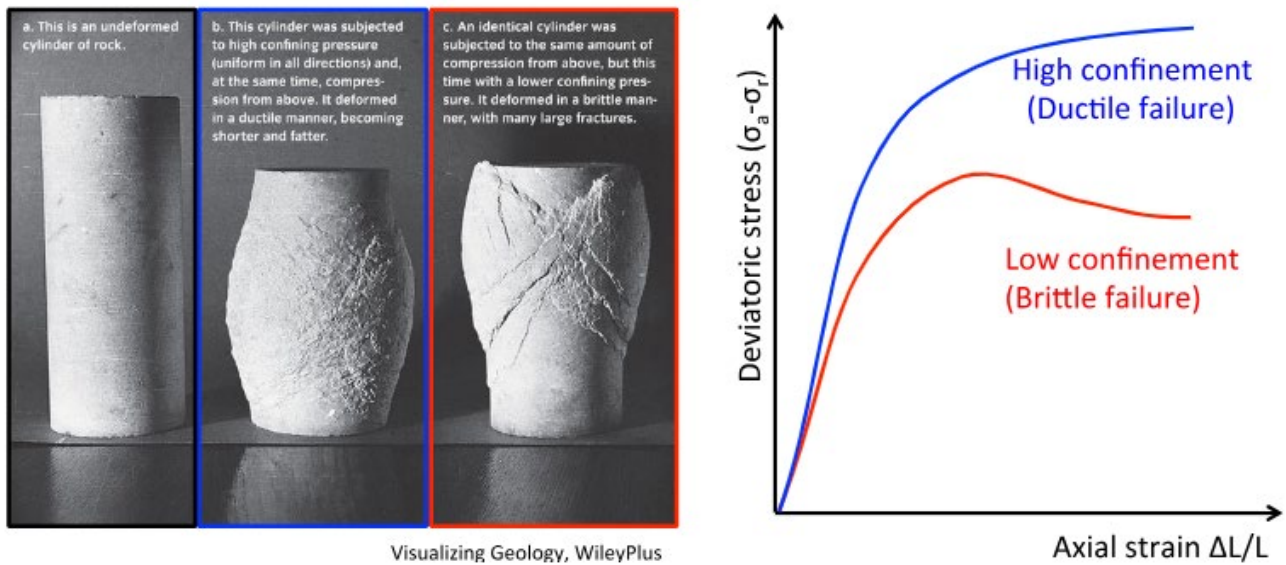 a. This is an undeformed
cylinder of rock.
b. This cylinder was subjected
to high confining pressure
(uniform in all directions) and,
at the same time, compres-
sion from above. It deformed
in a ductile manner, becoming
shorter and fatter.
c. An identical cylinder was
subjected to the same amount of
compression from above, but this
time with a lower confining pres-
sure. It deformed in a brittle man-
ner, with many large fractures.
Visualizing Geology, WileyPlus
Deviatoric stress (σₐ-σᵣ)
High confinement
(Ductile failure)
Low confinement
(Brittle failure)
Axial strain ΔL/L